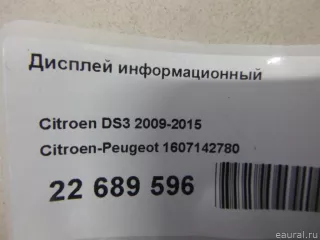 Дисплей информационный
Citroen DS3 2009-2015
Citroen-Peugeot 1607142780
22 689 596
eaural.ru